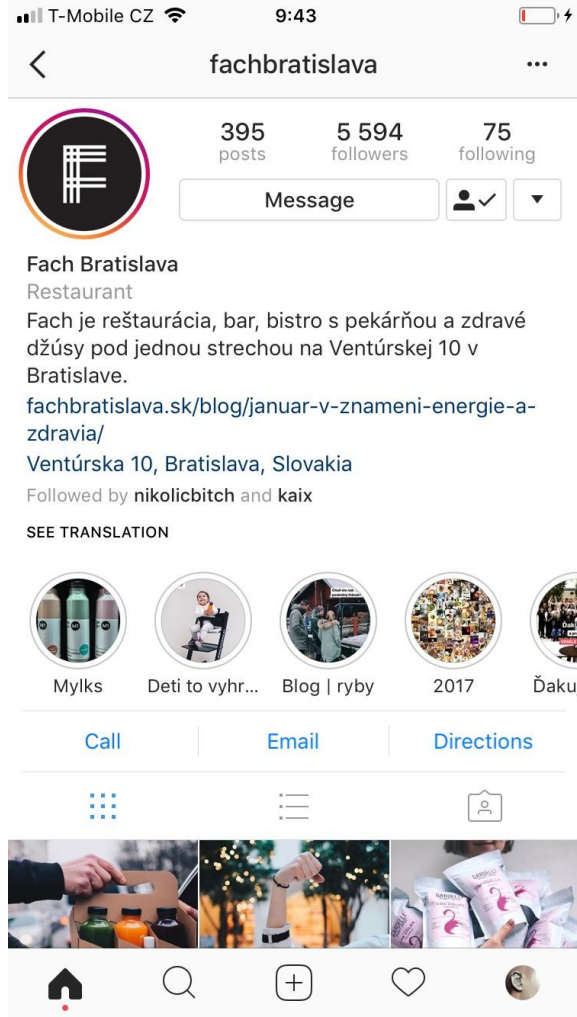 T-Mobile CZ 9:43
fachbratislava
395 5 594 75
posts followers following
Message
Fach Bratislava
Restaurant
Fach je reštaurácia, bar, bistro s pekárňou a zdravé
džúsy pod jednou strechou na Ventúrskej 10 v
Bratislave.
fachbratislava.sk/blog/januar-v-znameni-energie-a-
zdravia/
Ventúrska 10, Bratislava, Slovakia
Followed by nikolicbitch and kaix
SEE TRANSLATION
Mylks Deti to vyhr... Blog | ryby 2017 Ďaku
Call Email Directions